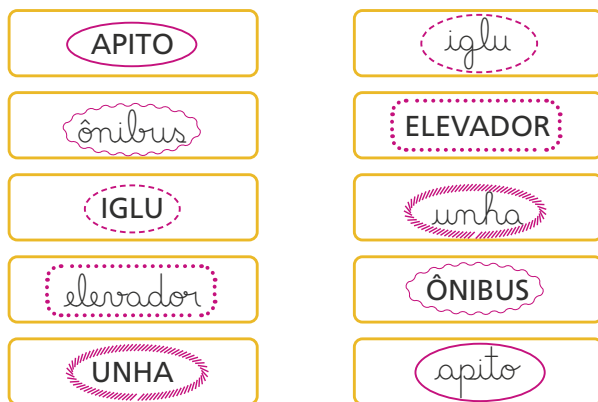 APITO
ônibus
IGLU
elevador
UNHA
iglu
ELEVADOR
unha
ÔNIBUS
apito